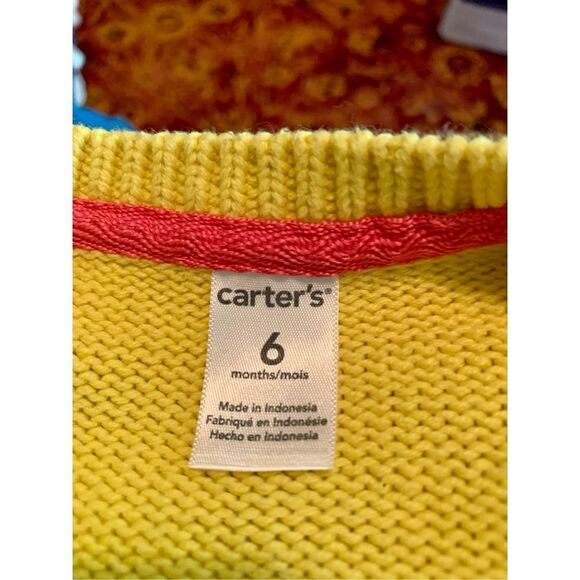 carter's®
6
months/mois
Made in Indonesia
Fabriqué en Indonésie
Hecho en Indonesia